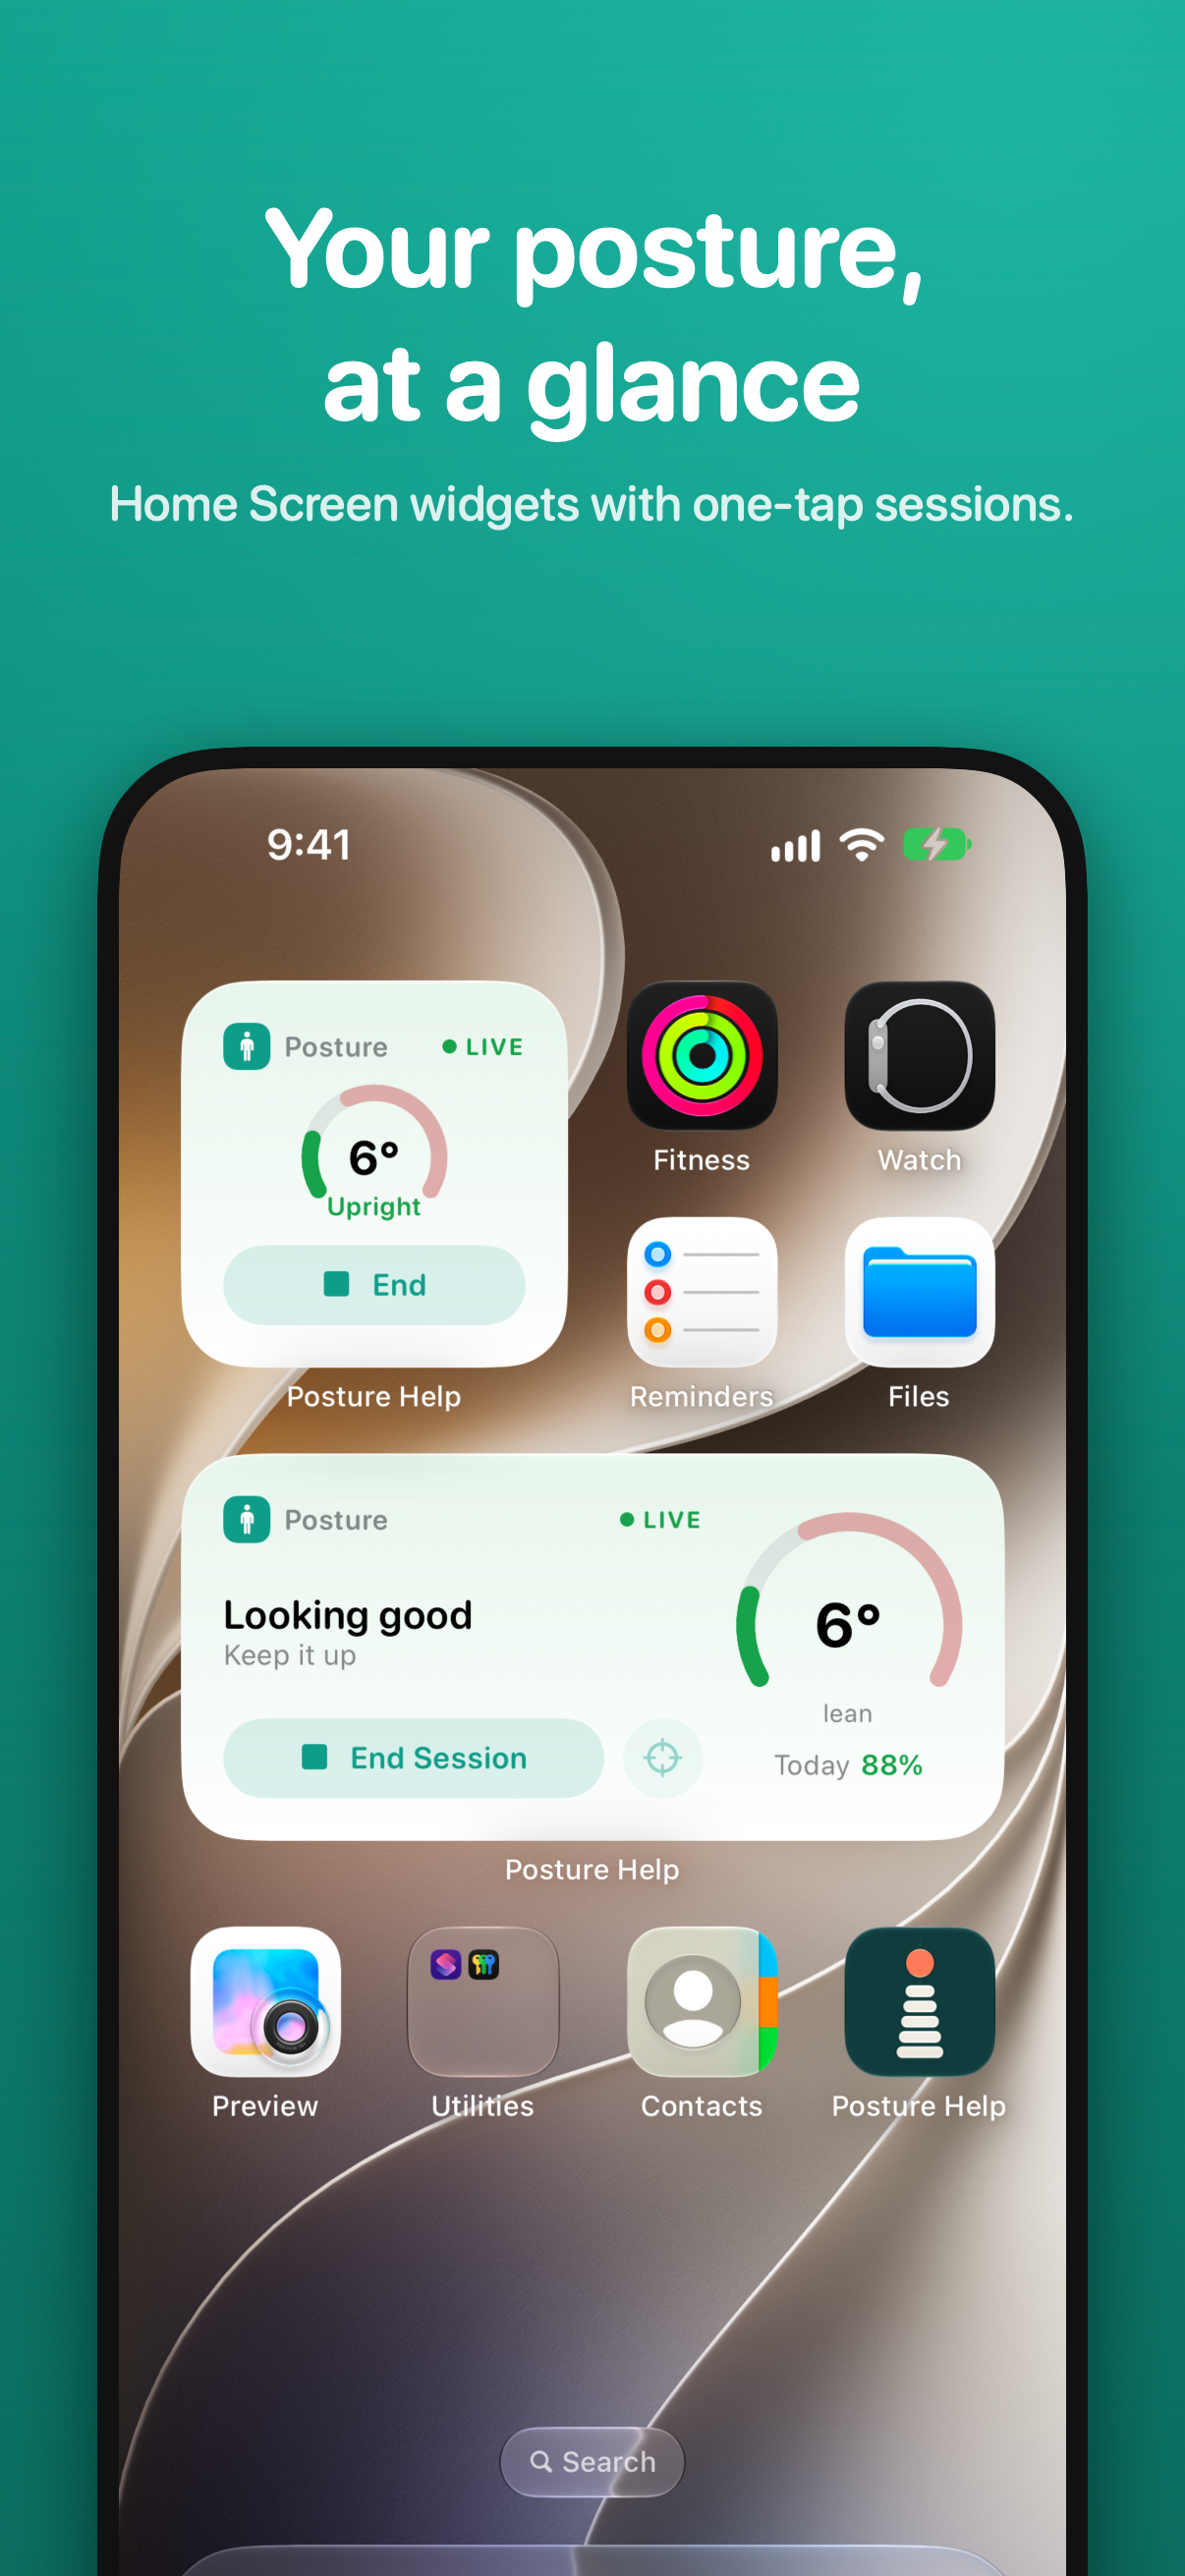 Your posture,
at a glance
Home Screen widgets with one-tap sessions.
9:41
Posture
LIVE
6°
Upright
End
Posture Help
Fitness
Watch
Reminders
Files
Posture
LIVE
Looking good
Keep it up
End Session
6°
lean
Today 88%
Posture Help
Preview
Utilities
Contacts
Posture Help
Search